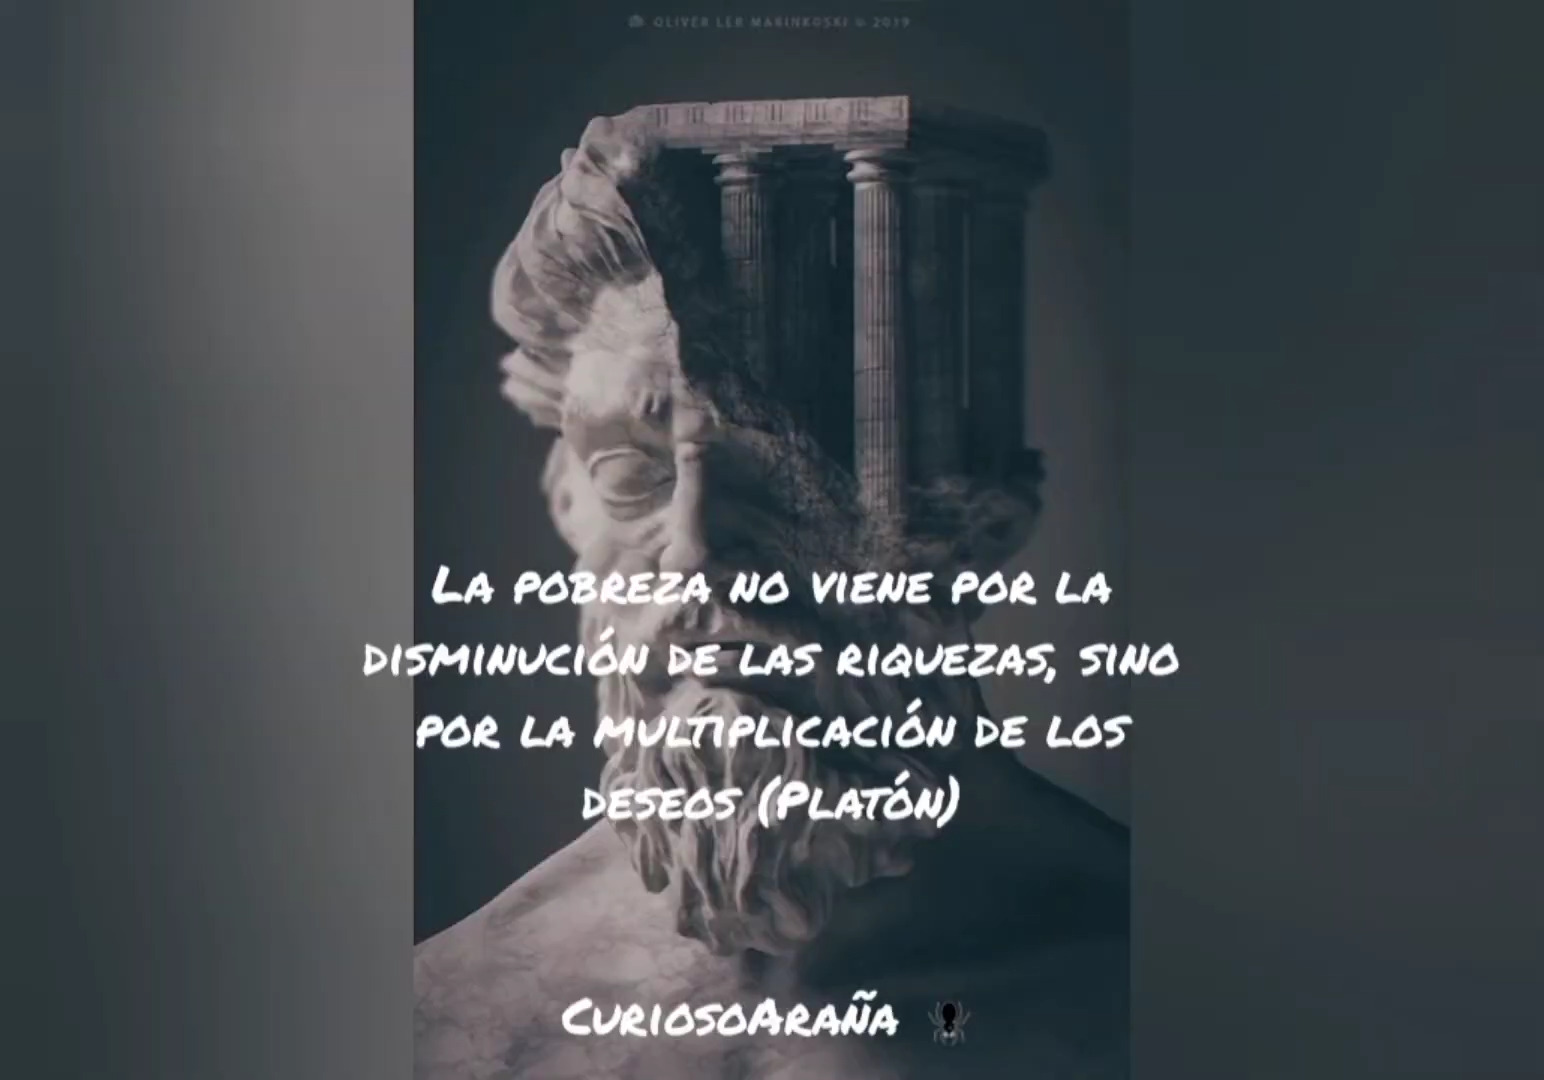 OLIVER LER MARINKOSKI © 2019
La pobreza no viene por la
disminución de las riquezas, sino
por la multiplicación de los
deseos (Platón)
CuriosoAraña 🕷